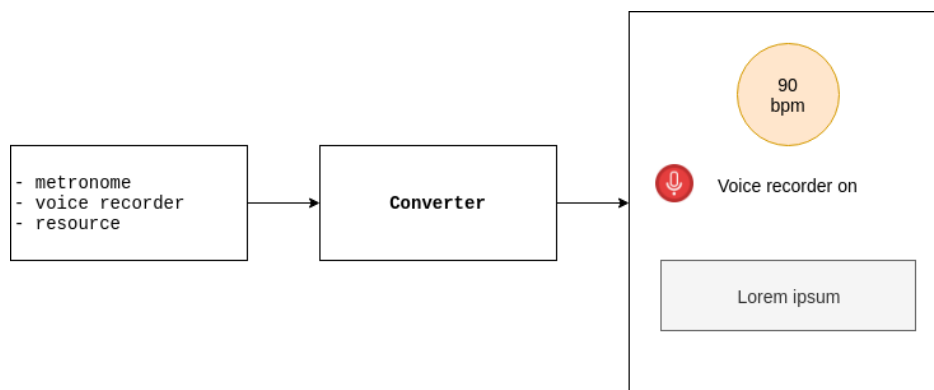 - metronome
- voice recorder
- resource
Converter
90
bpm
Voice recorder on
Lorem ipsum